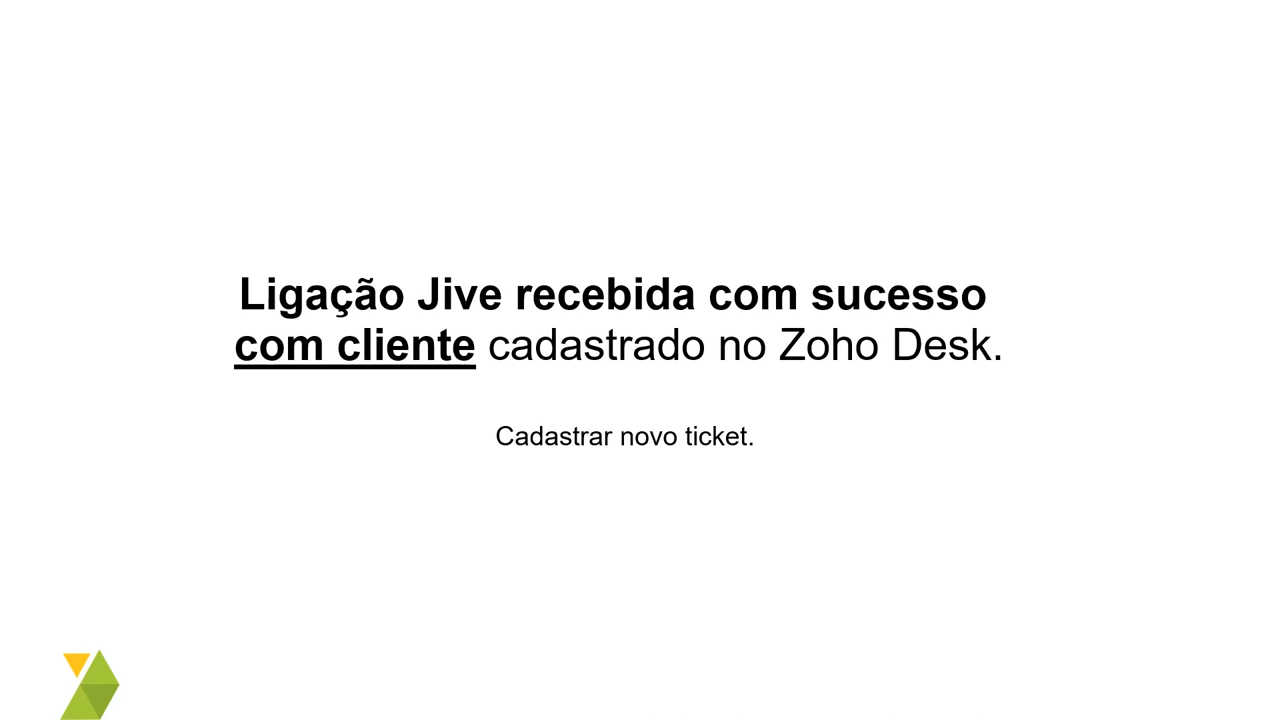 Ligação Jive recebida com sucesso
com cliente cadastrado no Zoho Desk.
Cadastrar novo ticket.